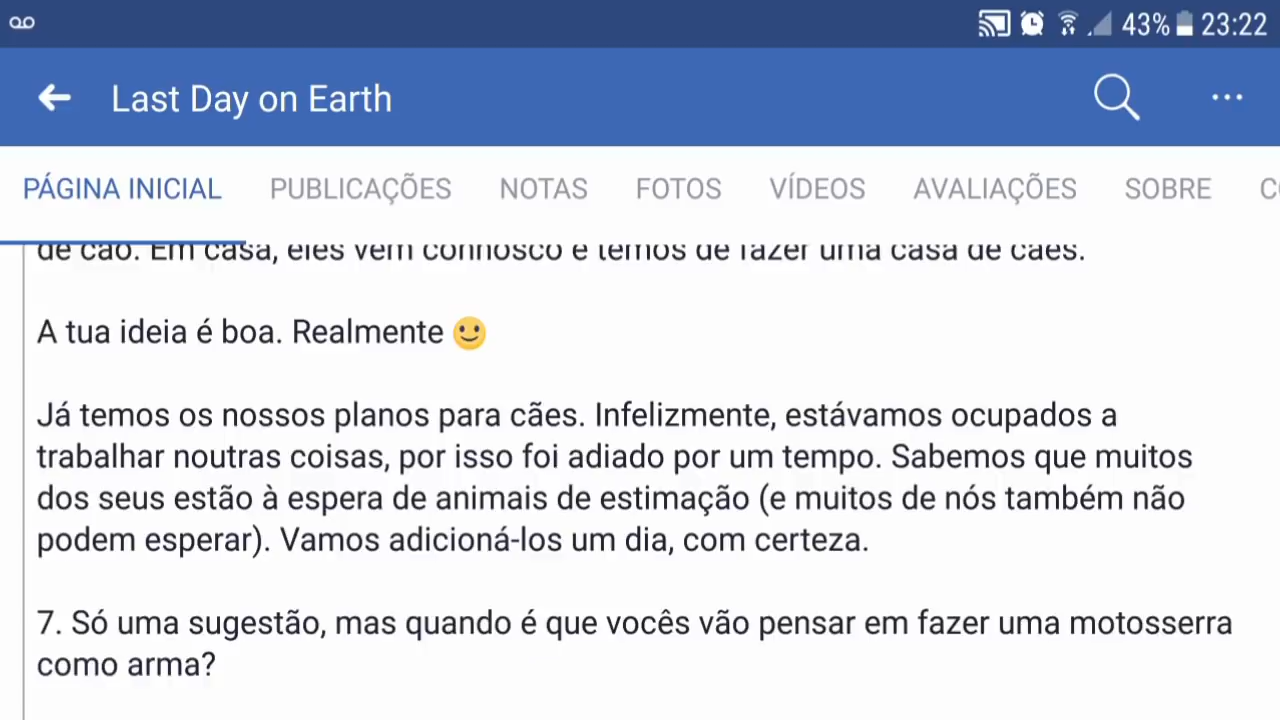 43% 23:22
Last Day on Earth
PÁGINA INICIAL PUBLICAÇÕES NOTAS FOTOS VÍDEOS AVALIAÇÕES SOBRE
de cão. Em casa, eles vêm connosco e temos de fazer uma casa de cães.
A tua ideia é boa. Realmente 🙂
Já temos os nossos planos para cães. Infelizmente, estávamos ocupados a
trabalhar noutras coisas, por isso foi adiado por um tempo. Sabemos que muitos
dos seus estão à espera de animais de estimação (e muitos de nós também não
podem esperar). Vamos adicioná-los um dia, com certeza.
7. Só uma sugestão, mas quando é que vocês vão pensar em fazer uma motosserra
como arma?